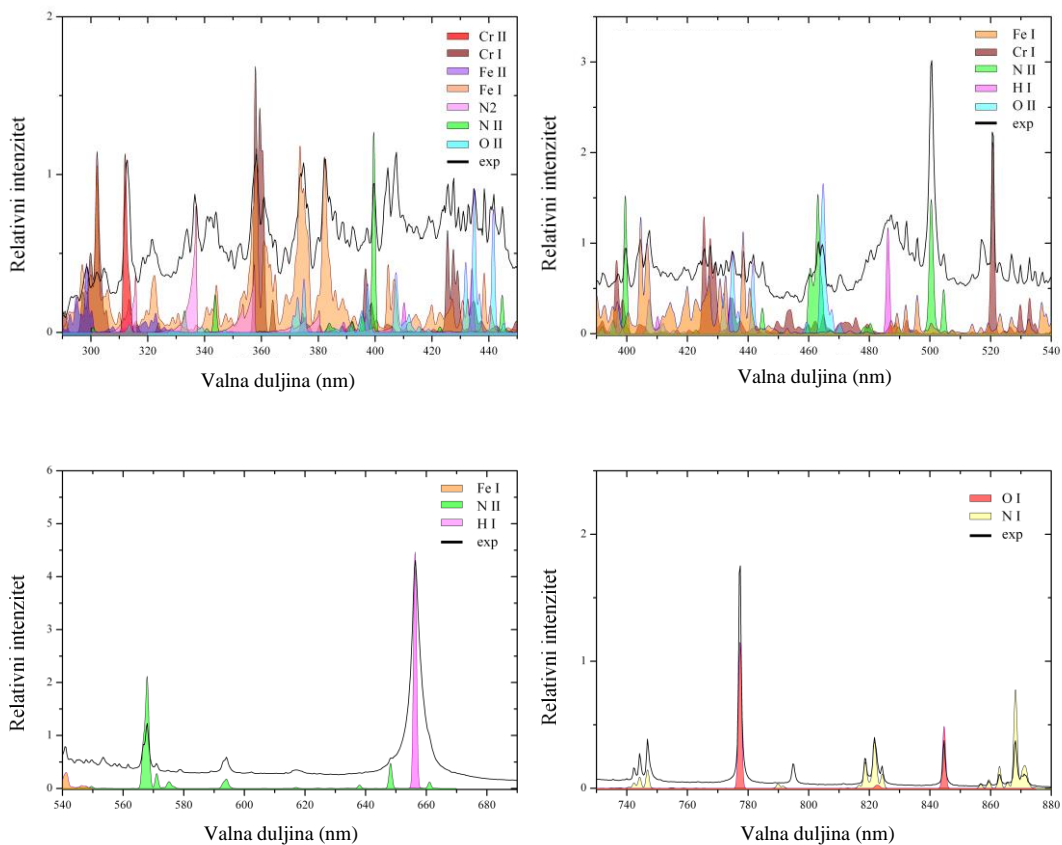 2
1
0
Relativni intenzitet
Cr II
Cr I
Fe II
Fe I
N2
N II
O II
exp
300 320 340 360 380 400 420 440
Valna duljina (nm)
3
2
1
0
Relativni intenzitet
Fe I
Cr I
N II
H I
O II
exp
400 420 440 460 480 500 520 540
Valna duljina (nm)
6
5
4
3
2
1
0
Relativni intenzitet
Fe I
N II
H I
exp
540 560 580 600 620 640 660 680
Valna duljina (nm)
2
1
0
Relativni intenzitet
O I
N I
exp
740 760 780 800 820 840 860 880
Valna duljina (nm)